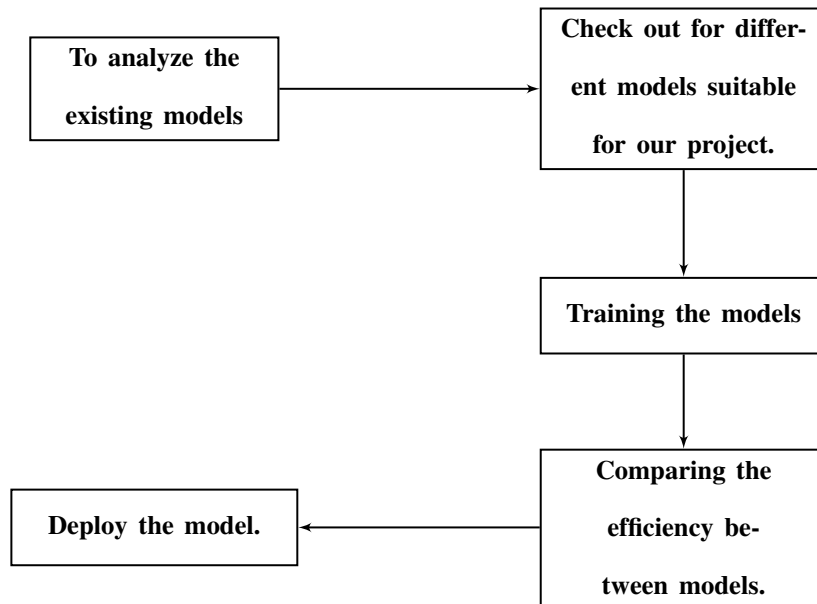 To analyze the
existing models
Check out for differ-
ent models suitable
for our project.
Training the models
Comparing the
efficiency be-
tween models.
Deploy the model.